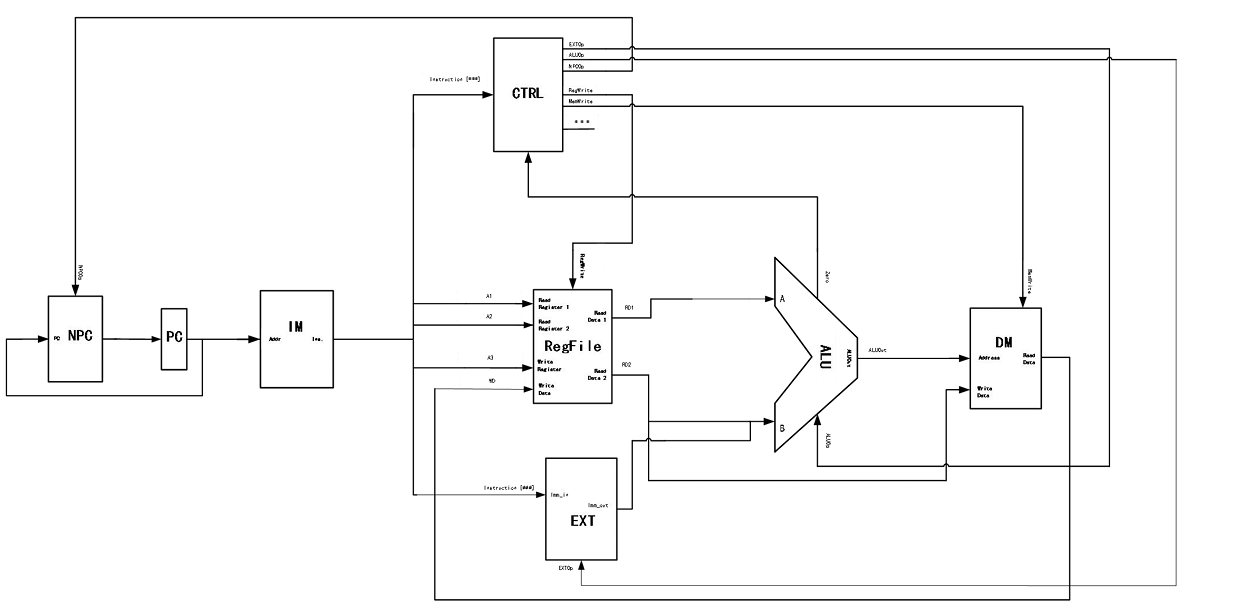 EXTOp
ALUOp
NPCOp
Instruction [###]
CTRL
RegWrite
MemWrite
***
NPCOp
RegWrite
Zero
MemWrite
A1
Read
Register 1
RD1
A
A2
Read
Register 2
Read
Data 1
PC
NPC
PC
IM
Addr
Ins.
RegFile
ALU
ALUOut
ALUOut
DM
Address
Read
Data
A3
Write
Register
Read
Data 2
RD2
WD
Write
Data
Write
Data
B
ALUOp
Instruction [###]
Imm_in
Imm_out
EXT
EXTOp